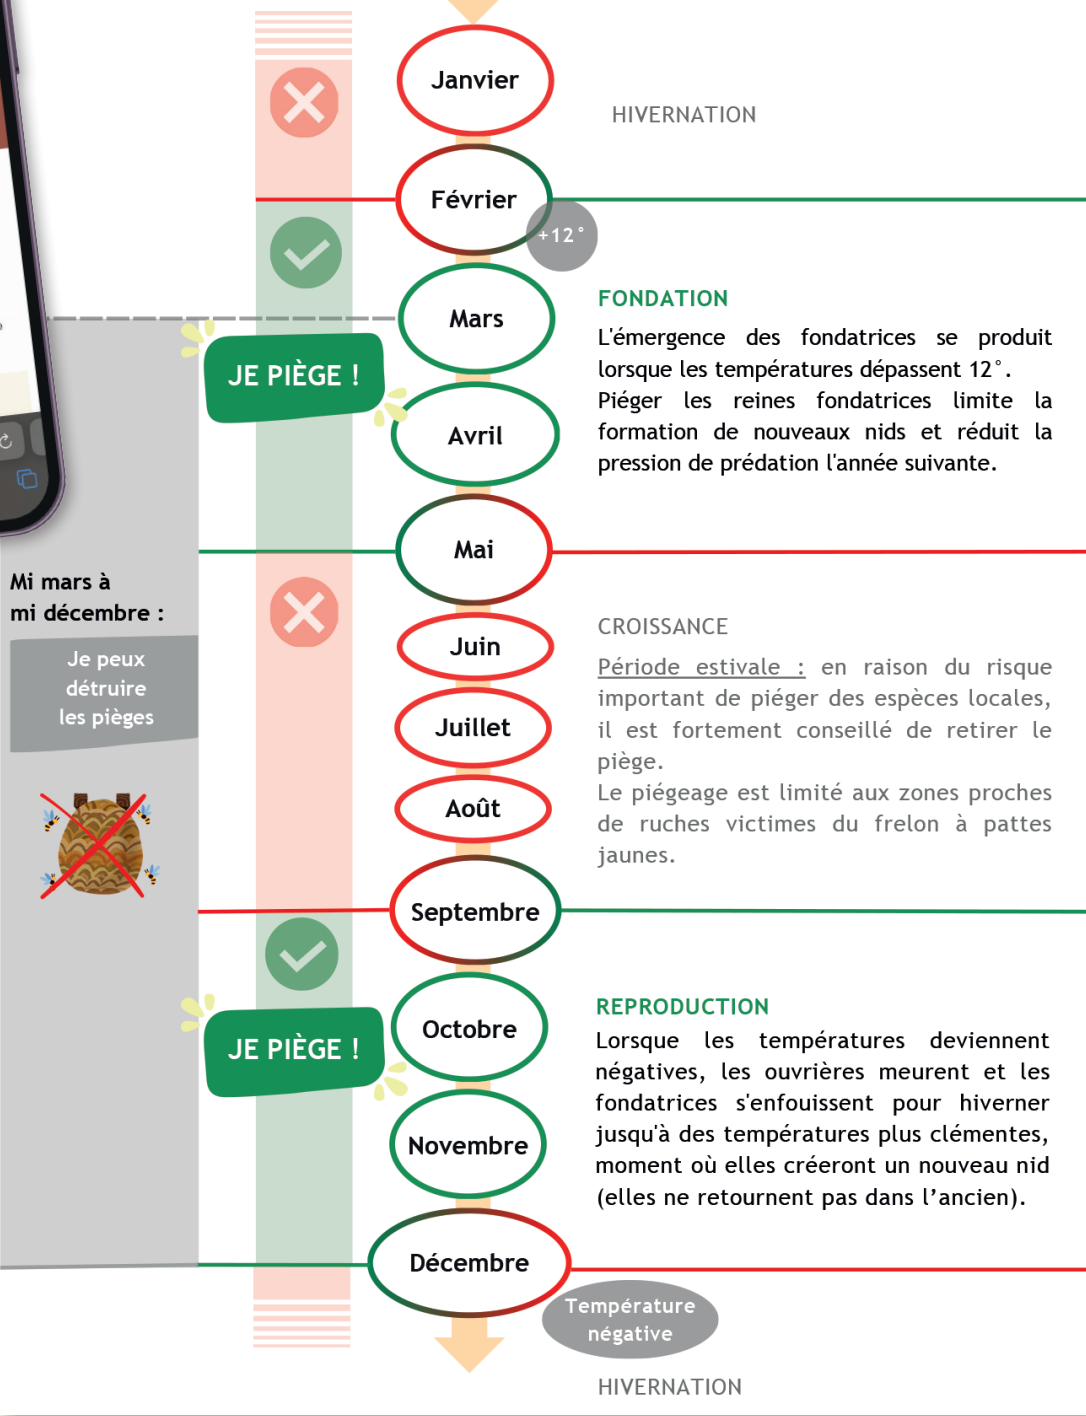 Janvier
HIVERNATION
Février
+12°
Mars
FONDATION
L'émergence des fondatrices se produit
lorsque les températures dépassent 12°.
Piéger les reines fondatrices limite la
formation de nouveaux nids et réduit la
pression de prédation l'année suivante.
JE PIÈGE !
Avril
Mai
Mi mars à
mi décembre :
Je peux
détruire
les pièges
Juin
Juillet
Août
CROISSANCE
Période estivale : en raison du risque
important de piéger des espèces locales,
il est fortement conseillé de retirer le
piège.
Le piégeage est limité aux zones proches
de ruches victimes du frelon à pattes
jaunes.
Septembre
JE PIÈGE !
Octobre
Novembre
REPRODUCTION
Lorsque les températures deviennent
négatives, les ouvrières meurent et les
fondatrices s'enfouissent pour hiverner
jusqu'à des températures plus clémentes,
moment où elles créeront un nouveau nid
(elles ne retournent pas dans l’ancien).
Décembre
Température
négative
HIVERNATION